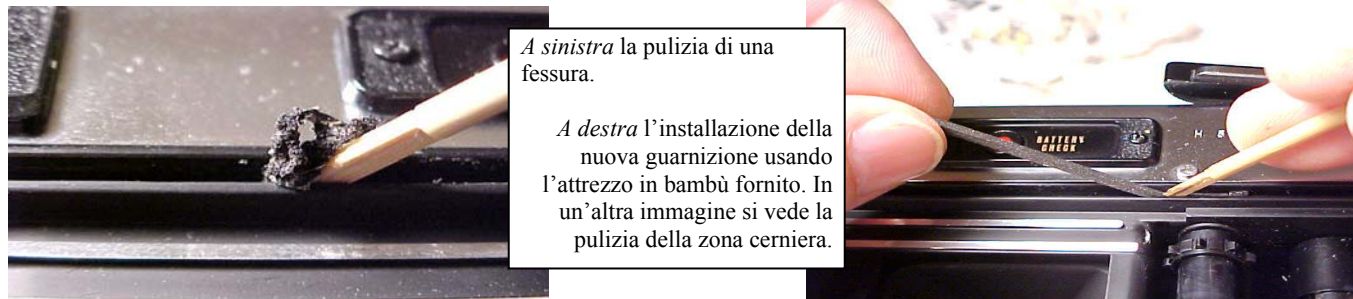 A sinistra la pulizia di una
fessura.
A destra l'installazione della
nuova guarnizione usando
l'attrezzo in bambù fornito. In
un'altra immagine si vede la
pulizia della zona cerniera.
BATTERY
CHECK